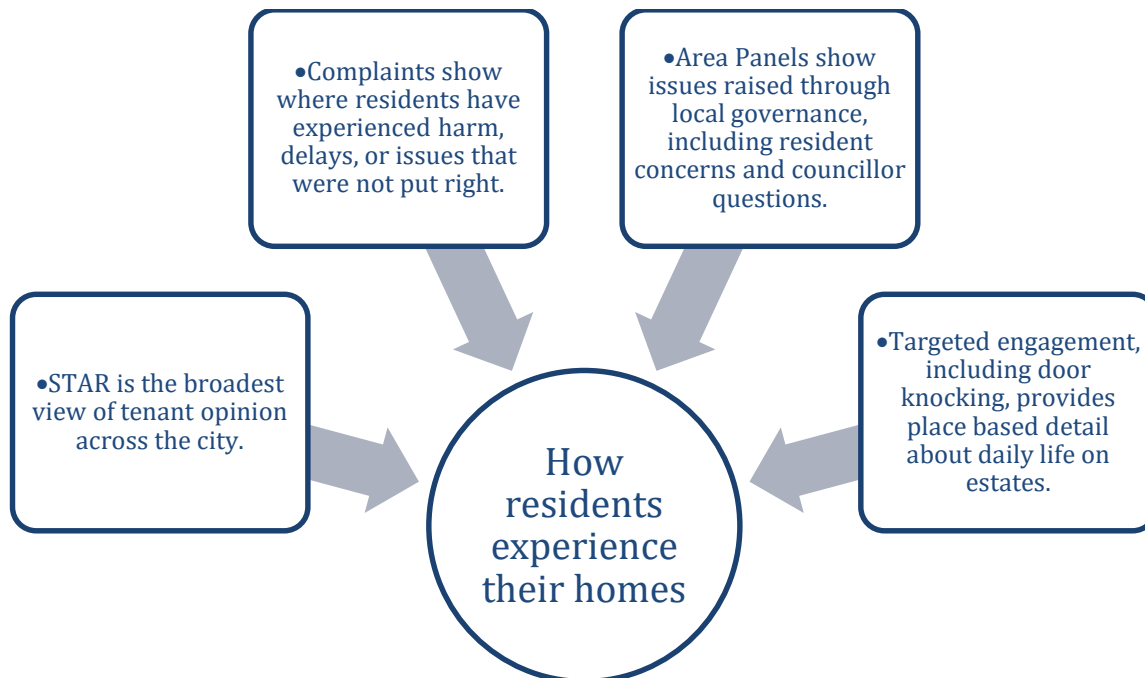 •Complaints show
where residents have
experienced harm,
delays, or issues that
were not put right.
•Area Panels show
issues raised through
local governance,
including resident
concerns and councillor
questions.
•STAR is the broadest
view of tenant opinion
across the city.
•Targeted engagement,
including door
knocking, provides
place based detail
about daily life on
estates.
How
residents
experience
their homes